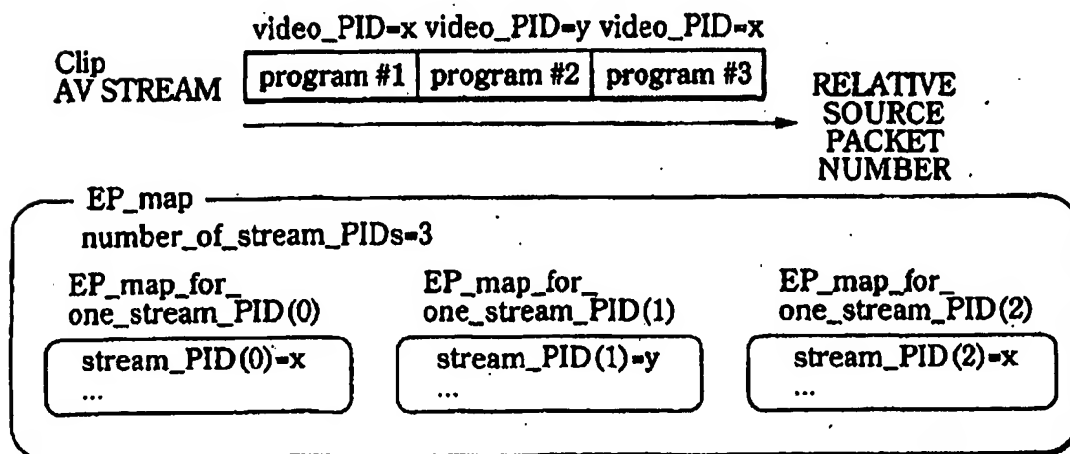 video_PID=x video_PID=y video_PID=x
Clip
AV STREAM
program #1 program #2 program #3
RELATIVE
SOURCE
PACKET
NUMBER
EP_map
number_of_stream_PIDs=3
EP_map_for_
one_stream_PID(0)
EP_map_for_
one_stream_PID(1)
EP_map_for_
one_stream_PID(2)
stream_PID(0)=x
...
stream_PID(1)=y
...
stream_PID(2)=x
...